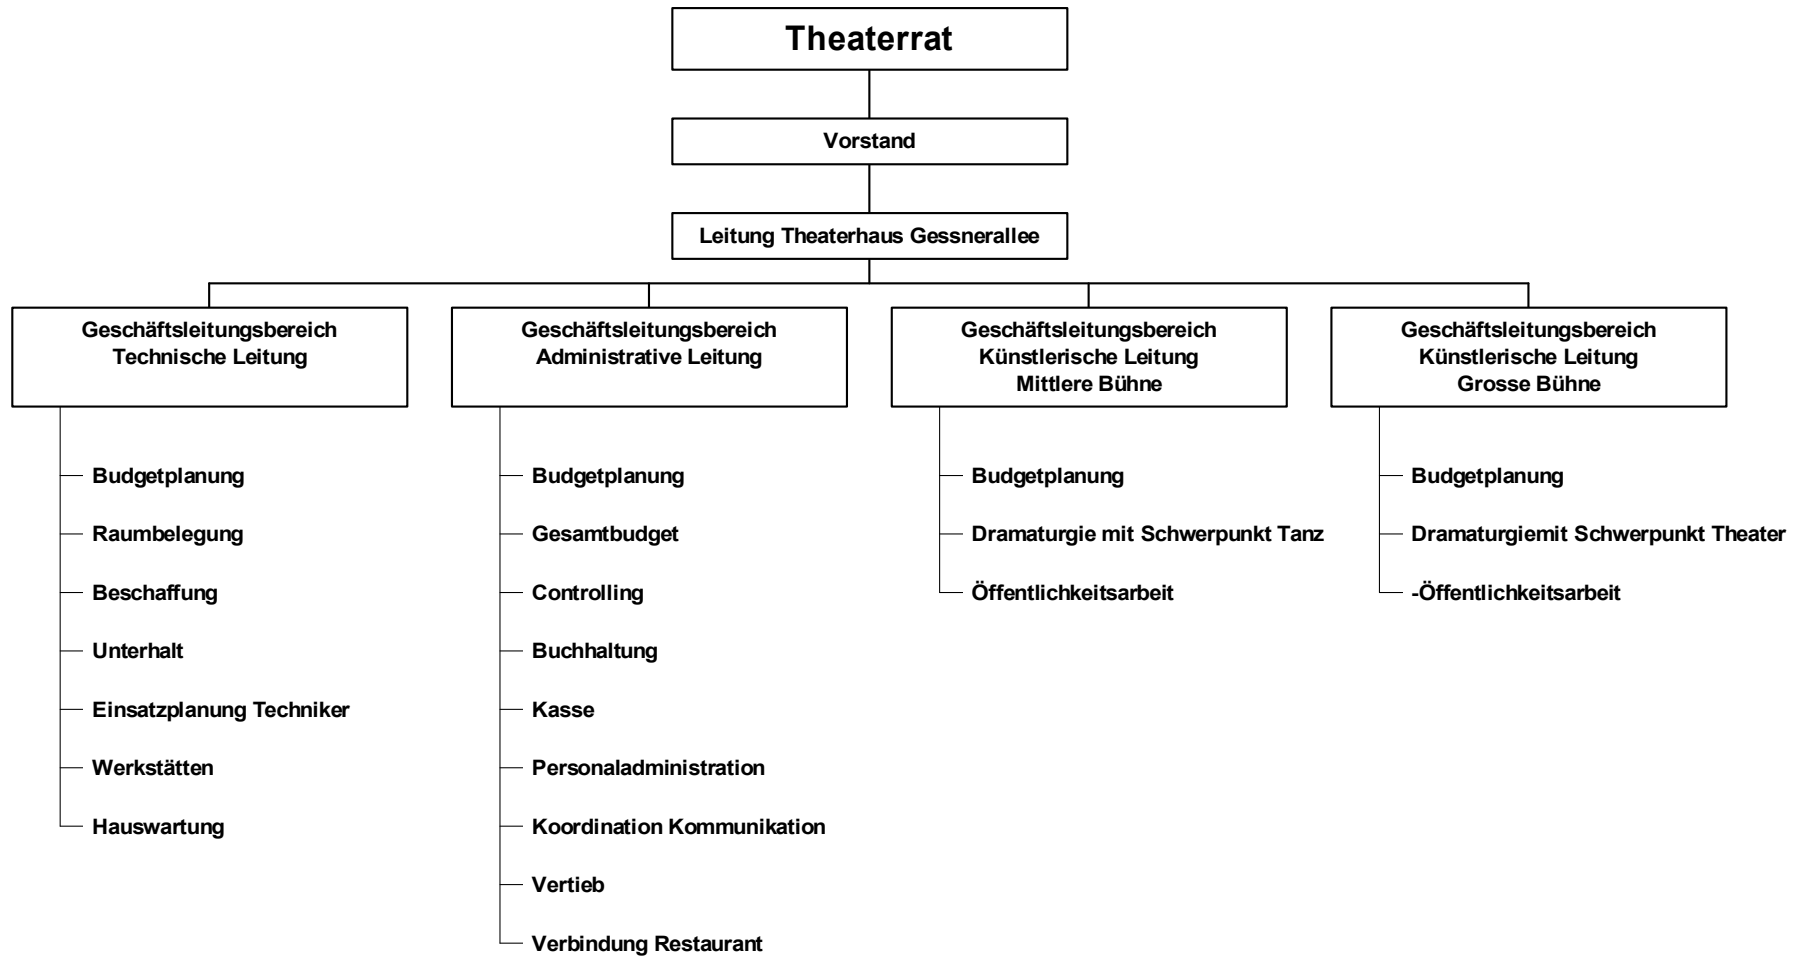 Theaterrat
Vorstand
Leitung Theaterhaus Gessnerallee
Geschäftsleitungsbereich
Technische Leitung
Geschäftsleitungsbereich
Administrative Leitung
Geschäftsleitungsbereich
Künstlerische Leitung
Mittlere Bühne
Geschäftsleitungsbereich
Künstlerische Leitung
Grosse Bühne
Budgetplanung
Raumbelegung
Beschaffung
Unterhalt
Einsatzplanung Techniker
Werkstätten
Hauswartung
Budgetplanung
Gesamtbudget
Controlling
Buchhaltung
Kasse
Personaladministration
Koordination Kommunikation
Vertieb
Verbindung Restaurant
Budgetplanung
Dramaturgie mit Schwerpunkt Tanz
Öffentlichkeitsarbeit
Budgetplanung
Dramaturgiemit Schwerpunkt Theater
-Öffentlichkeitsarbeit